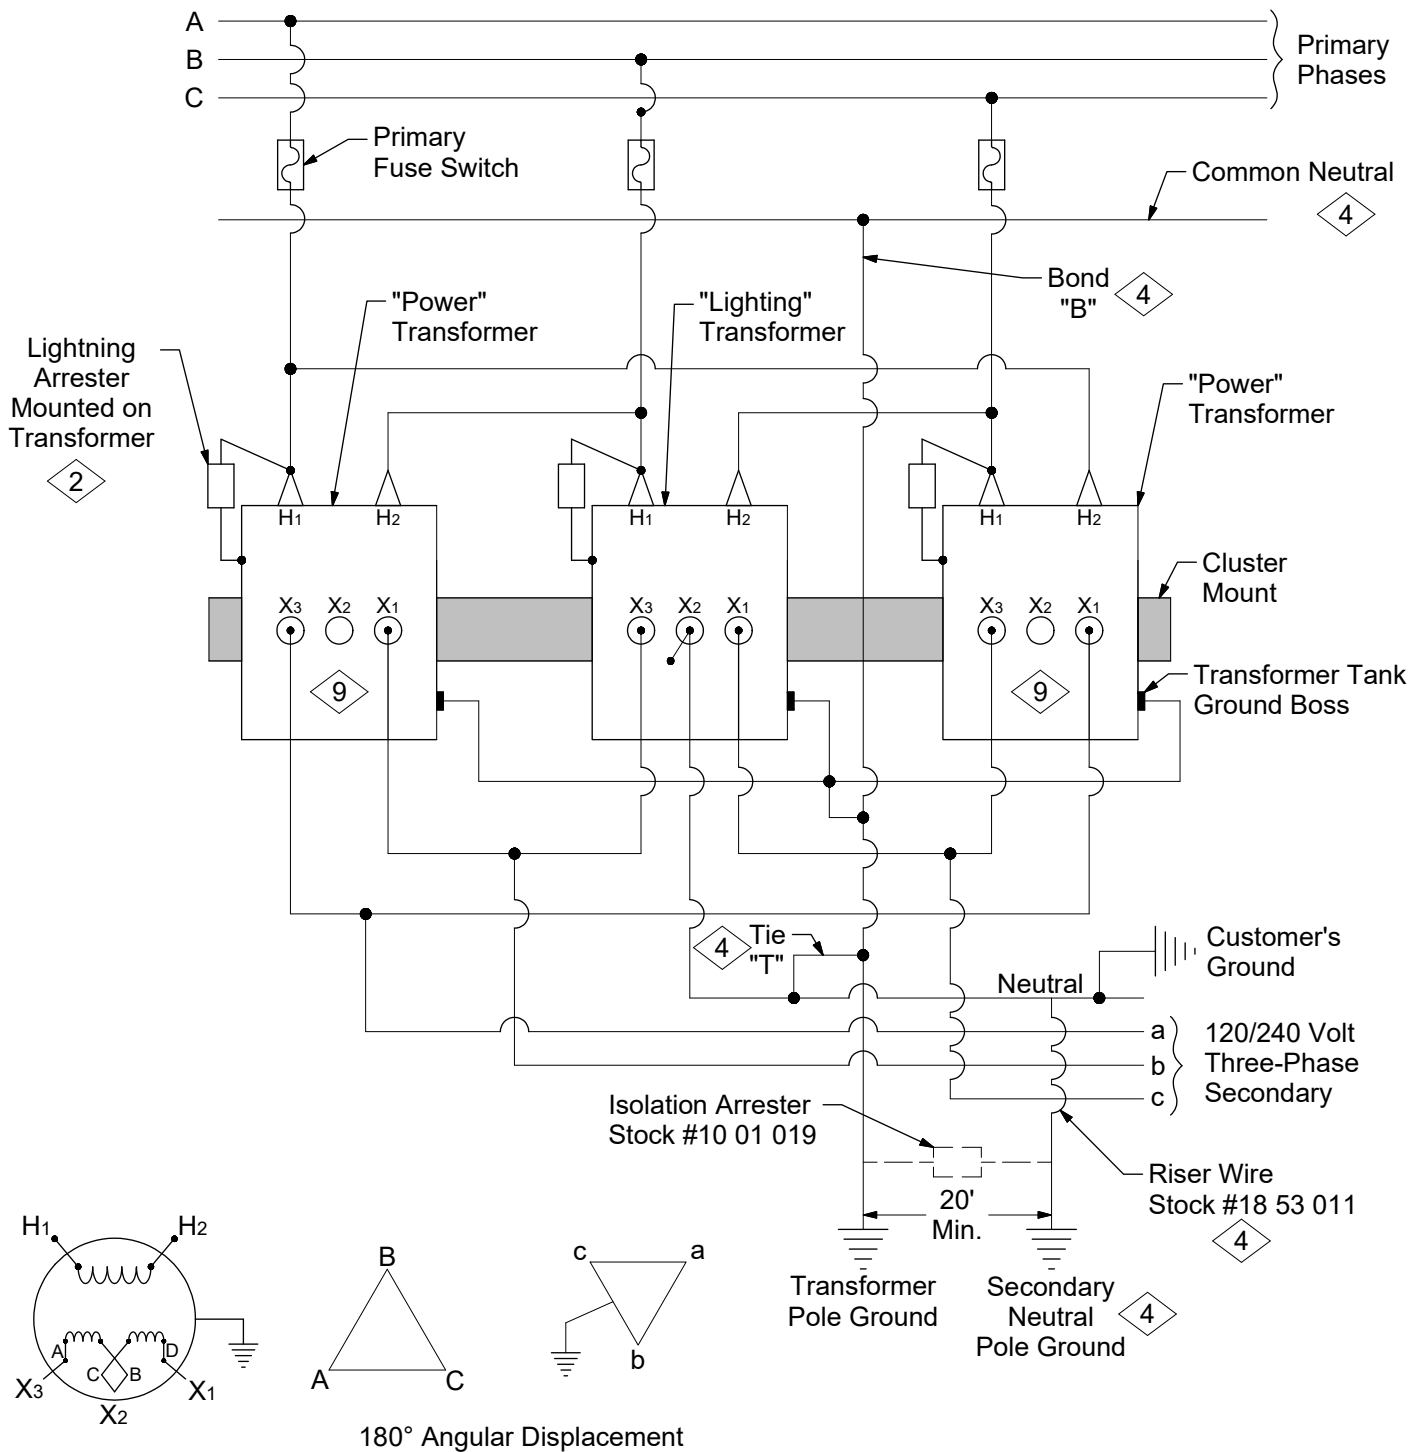 A
B
C
Primary
Phases
Primary
Fuse Switch
Common Neutral
4
Bond
"B"
4
"Power"
Transformer
"Lighting"
Transformer
Lightning
Arrester
Mounted on
Transformer
2
"Power"
Transformer
H1 H2 H1 H2 H1 H2
Cluster
Mount
X3 X2 X1 X3 X2 X1 X3 X2 X1
9 9
Transformer Tank
Ground Boss
4
Tie
"T"
Customer's
Ground
Neutral
a
b
c
120/240 Volt
Three-Phase
Secondary
Isolation Arrester
Stock #10 01 019
Riser Wire
Stock #18 53 011
4
20'
Min.
Transformer
Pole Ground
Secondary
Neutral
Pole Ground
4
H1 H2
A C B D
X3 X2 X1
B
A C
c a
b
180° Angular Displacement